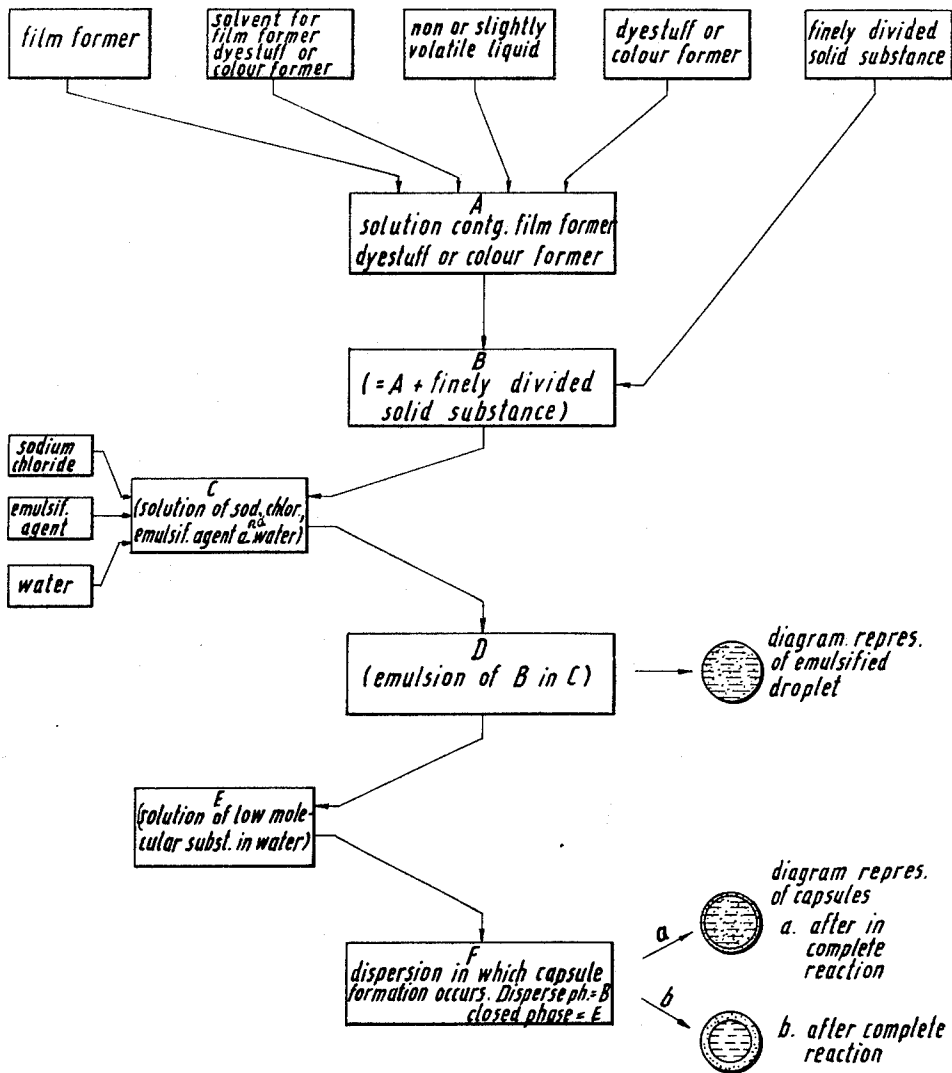 film former
solvent for
film former
dyestuff or
colour former
non or slightly
volatile liquid
dyestuff or
colour former
finely divided
solid substance
A
solution contg. film former
dyestuff or colour former
B
( = A + finely divided
solid substance)
sodium
chloride
emulsif.
agent
water
C
(solution of sod. chlor.,
emulsif. agent a.nd water)
D
(emulsion of B in C)
diagram. repres.
of emulsified
droplet
E
(solution of low mole-
cular subst. in water)
F
dispersion in which capsule
formation occurs. Disperse ph.= B
closed phase = E
a
b
diagram repres.
of capsules
a. after in
complete
reaction
b. after complete
reaction